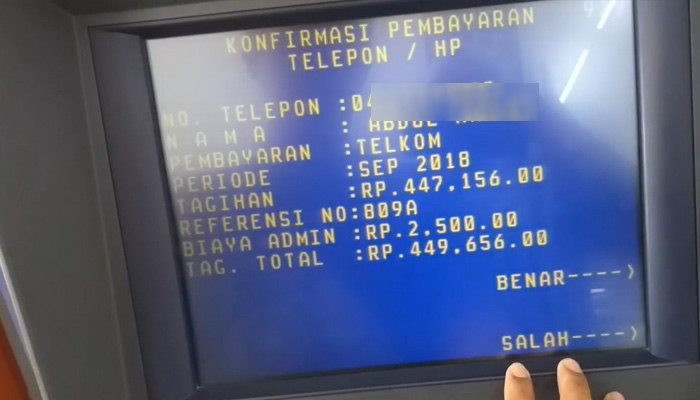 KONFIRMASI PEMBAYARAN
TELEPON / HP
NO. TELEPON :04
N A M A :
PEMBAYARAN :TELKOM
PERIODE :SEP 2018
TAGIHAN :RP.447,156.00
REFERENSI NO:809A
BIAYA ADMIN :RP.2,500.00
TAG. TOTAL :RP.449,656.00
BENAR---->
SALAH---->